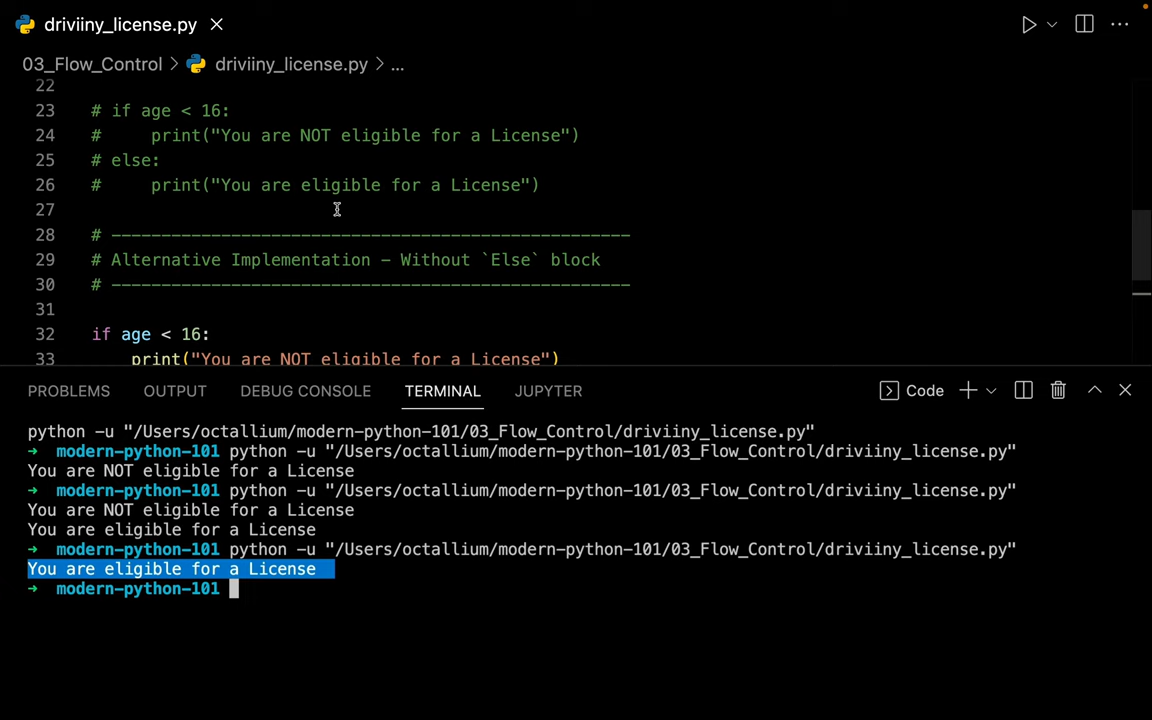 driviiny_license.py
03_Flow_Control > driviiny_license.py > ...
22
23 # if age < 16:
24 #     print("You are NOT eligible for a License")
25 # else:
26 #     print("You are eligible for a License")
27
28 # ----------------------------------------------------
29 # Alternative Implementation - Without `Else` block
30 # ----------------------------------------------------
31
32 if age < 16:
33     print("You are NOT eligible for a License")
PROBLEMS OUTPUT DEBUG CONSOLE TERMINAL JUPYTER Code
python -u "/Users/octallium/modern-python-101/03_Flow_Control/driviiny_license.py"
→ modern-python-101 python -u "/Users/octallium/modern-python-101/03_Flow_Control/driviiny_license.py"
You are NOT eligible for a License
→ modern-python-101 python -u "/Users/octallium/modern-python-101/03_Flow_Control/driviiny_license.py"
You are NOT eligible for a License
You are eligible for a License
→ modern-python-101 python -u "/Users/octallium/modern-python-101/03_Flow_Control/driviiny_license.py"
You are eligible for a License
→ modern-python-101